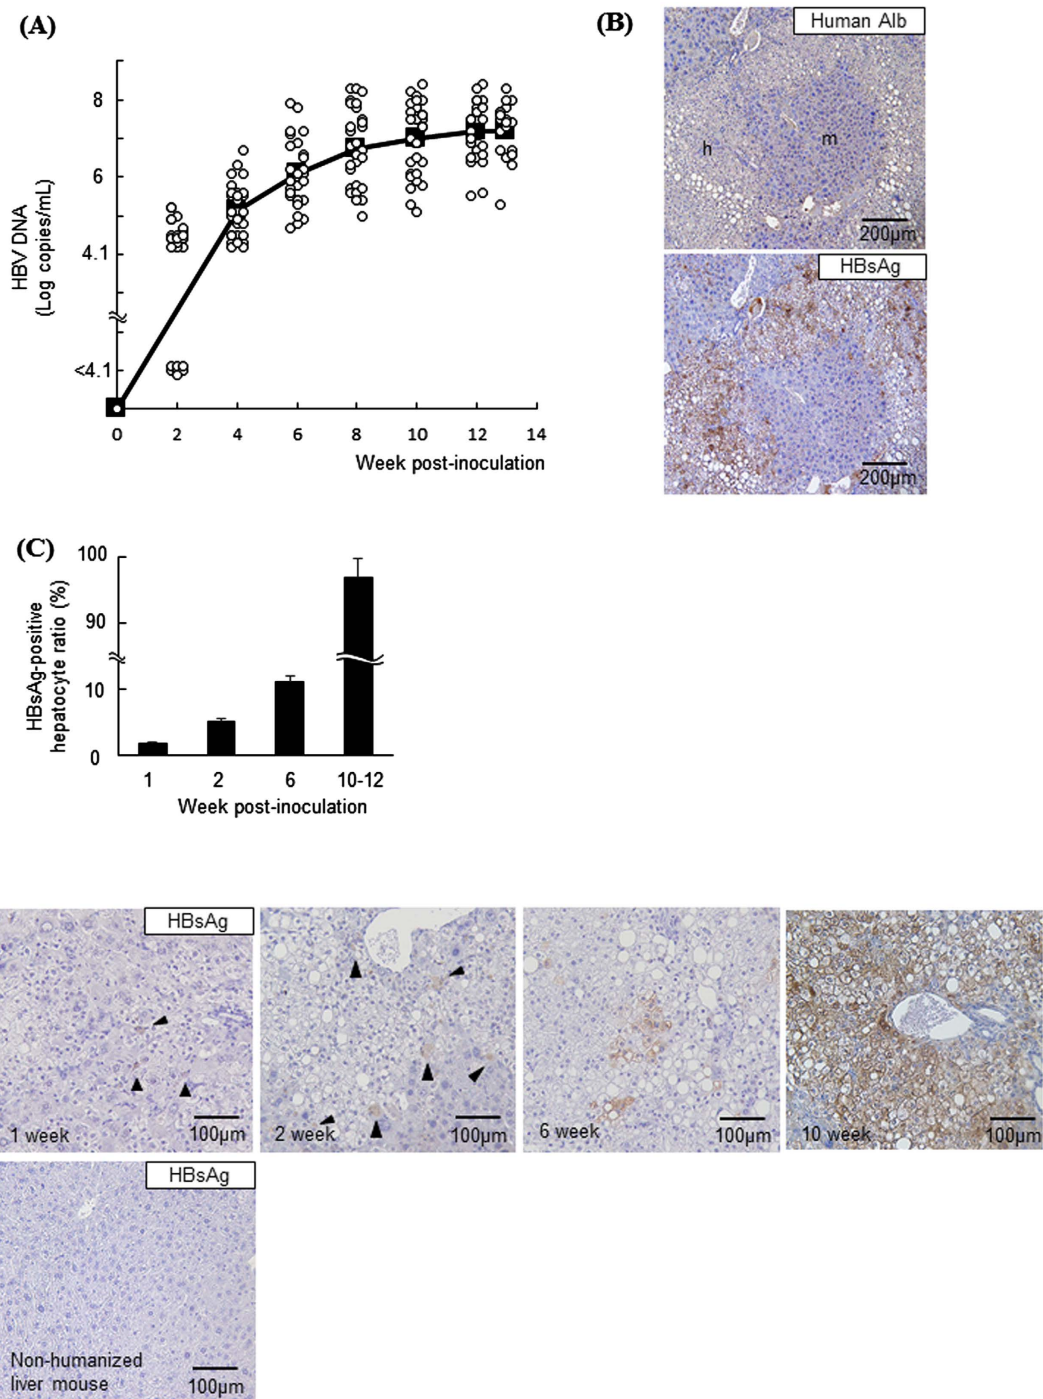 (A)
HBV DNA
(Log copies/mL)
8
6
4.1
<4.1
0 2 4 6 8 10 12 14
Week post-inoculation
(B)
Human Alb
h
m
200μm
HBsAg
200μm
(C)
HBsAg-positive
hepatocyte ratio (%)
100
90
10
0
1 2 6 10-12
Week post-inoculation
HBsAg
1 week
100μm
2 week
100μm
6 week
100μm
10 week
100μm
HBsAg
Non-humanized
liver mouse
100μm